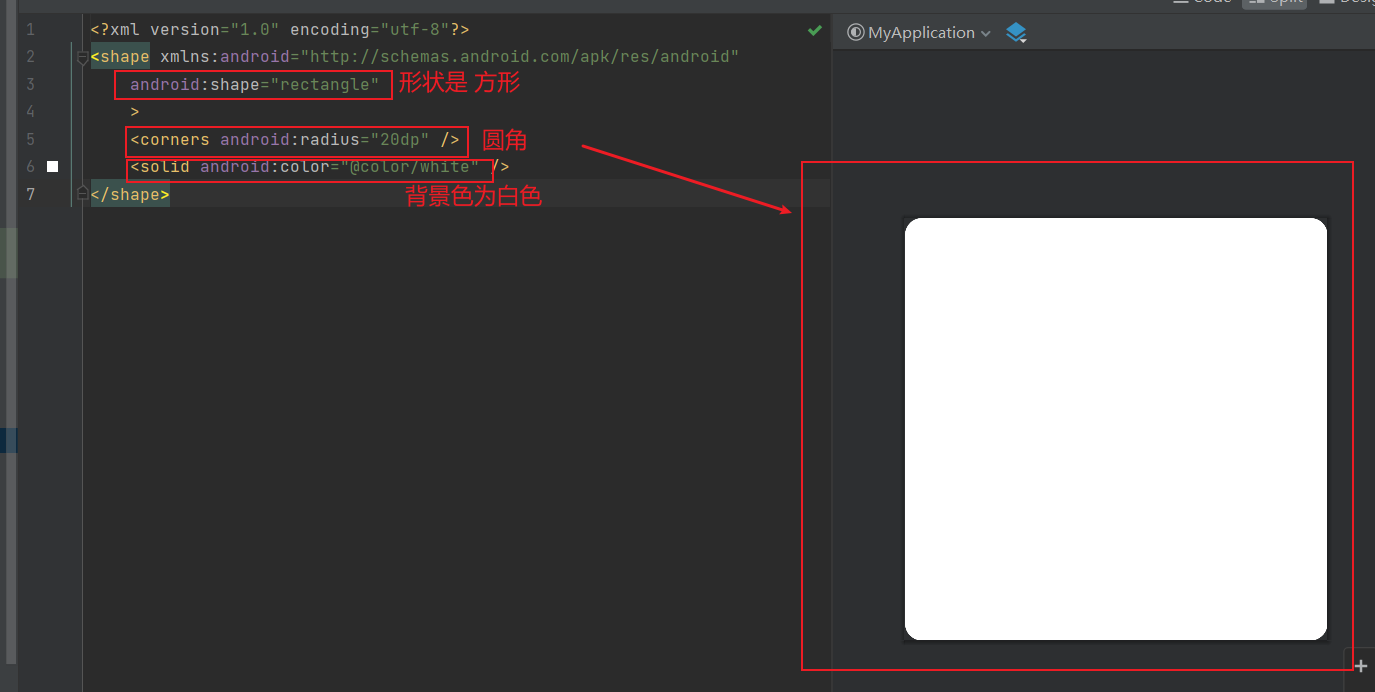 Code Split
MyApplication
1 <?xml version="1.0" encoding="utf-8"?>
2 <shape xmlns:android="http://schemas.android.com/apk/res/android"
3 android:shape="rectangle" 形状是 方形
4 >
5 <corners android:radius="20dp" /> 圆角
6 <solid android:color="@color/white" />
7 </shape> 背景色为白色